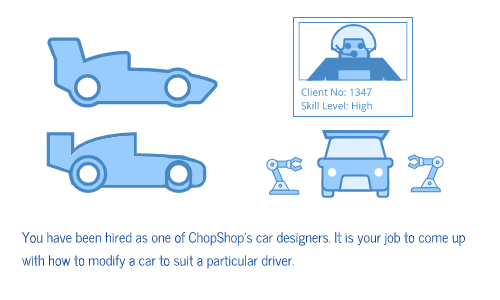 Client No: 1347
Skill Level: High
You have been hired as one of ChopShop's car designers. It is your job to come up
with how to modify a car to suit a particular driver.